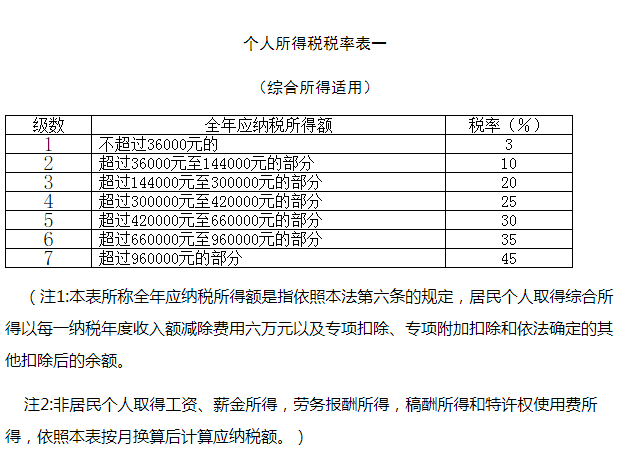 个人所得税税率表一
（综合所得适用）
级数 全年应纳税所得额 税率（%）
1 不超过36000元的 3
2 超过36000元至144000元的部分 10
3 超过144000元至300000元的部分 20
4 超过300000元至420000元的部分 25
5 超过420000元至660000元的部分 30
6 超过660000元至960000元的部分 35
7 超过960000元的部分 45
（注1:本表所称全年应纳税所得额是指依照本法第六条的规定，居民个人取得综合所
得以每一纳税年度收入额减除费用六万元以及专项扣除、专项附加扣除和依法确定的其
他扣除后的余额。
注2:非居民个人取得工资、薪金所得，劳务报酬所得，稿酬所得和特许权使用费所
得，依照本表按月换算后计算应纳税额。）